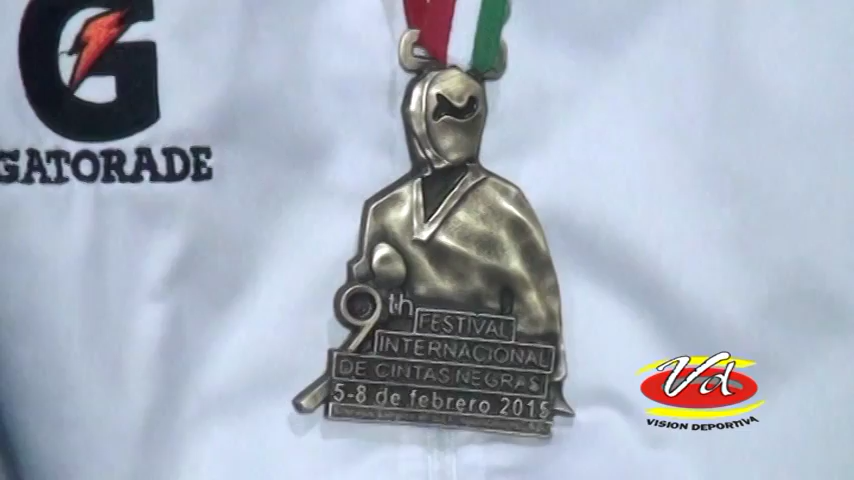 G
GATORADE
9th
FESTIVAL
INTERNACIONAL
DE CINTAS NEGRAS
5-8 de febrero 2015
Vd
VISION DEPORTIVA